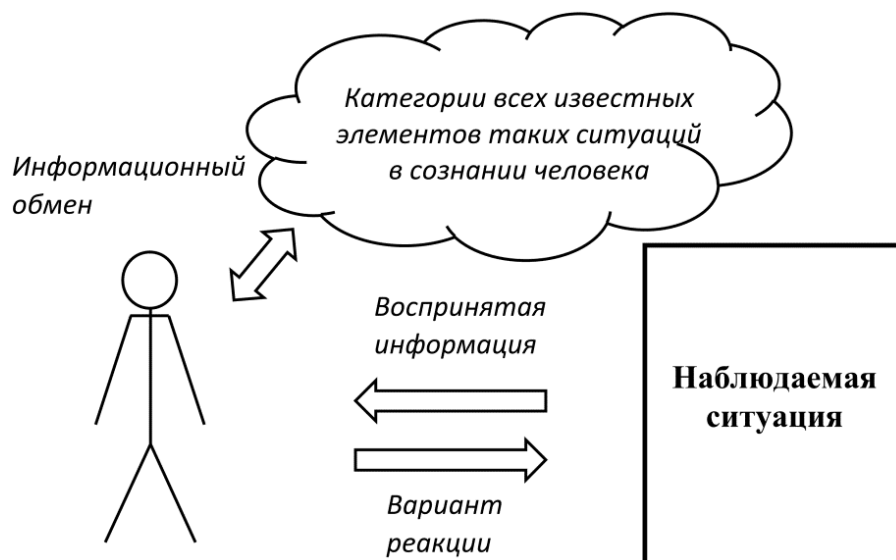 Категории всех известных
элементов таких ситуаций
в сознании человека
Информационный
обмен
Воспринятая
информация
Наблюдаемая
ситуация
Вариант
реакции